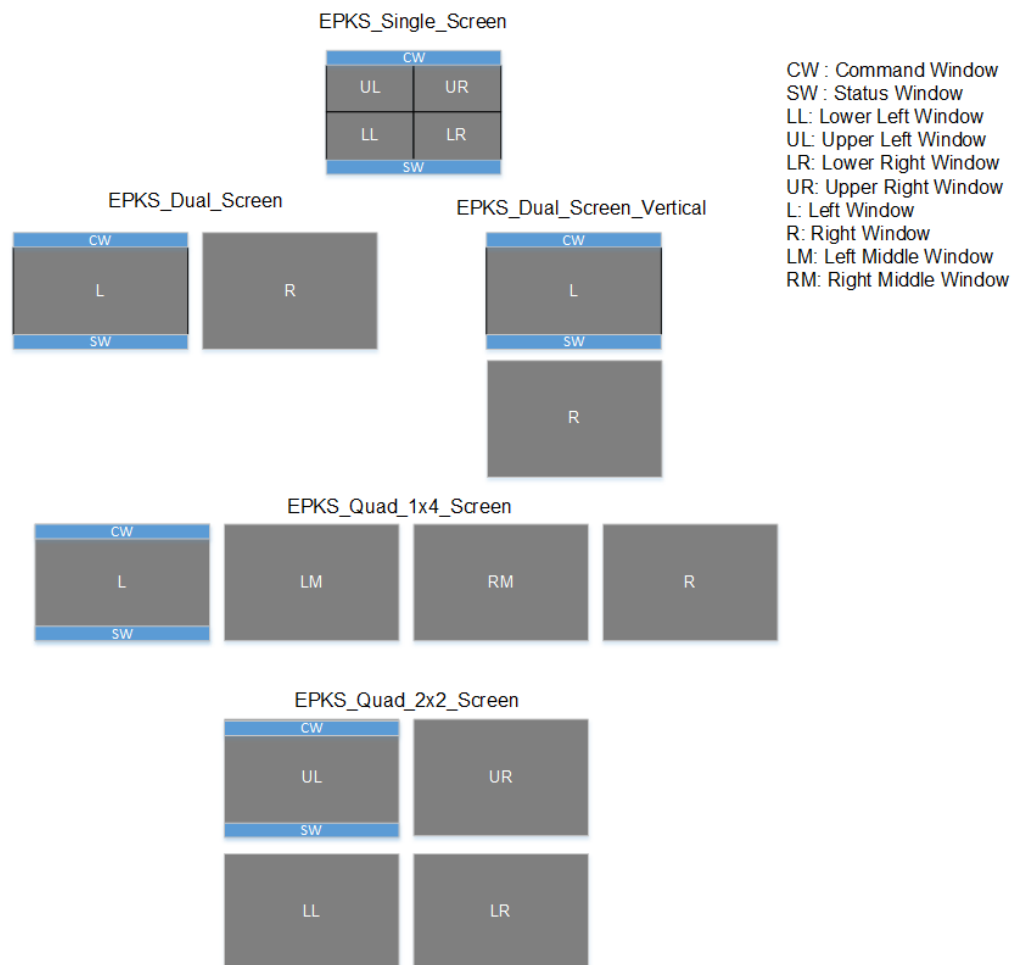 EPKS_Single_Screen
CW
UL UR
LL LR
SW
CW : Command Window
SW : Status Window
LL: Lower Left Window
UL: Upper Left Window
LR: Lower Right Window
UR: Upper Right Window
L: Left Window
R: Right Window
LM: Left Middle Window
RM: Right Middle Window
EPKS_Dual_Screen
CW
L R
SW
EPKS_Dual_Screen_Vertical
CW
L
SW
R
EPKS_Quad_1x4_Screen
CW
L LM RM R
SW
EPKS_Quad_2x2_Screen
CW
UL UR
SW
LL LR